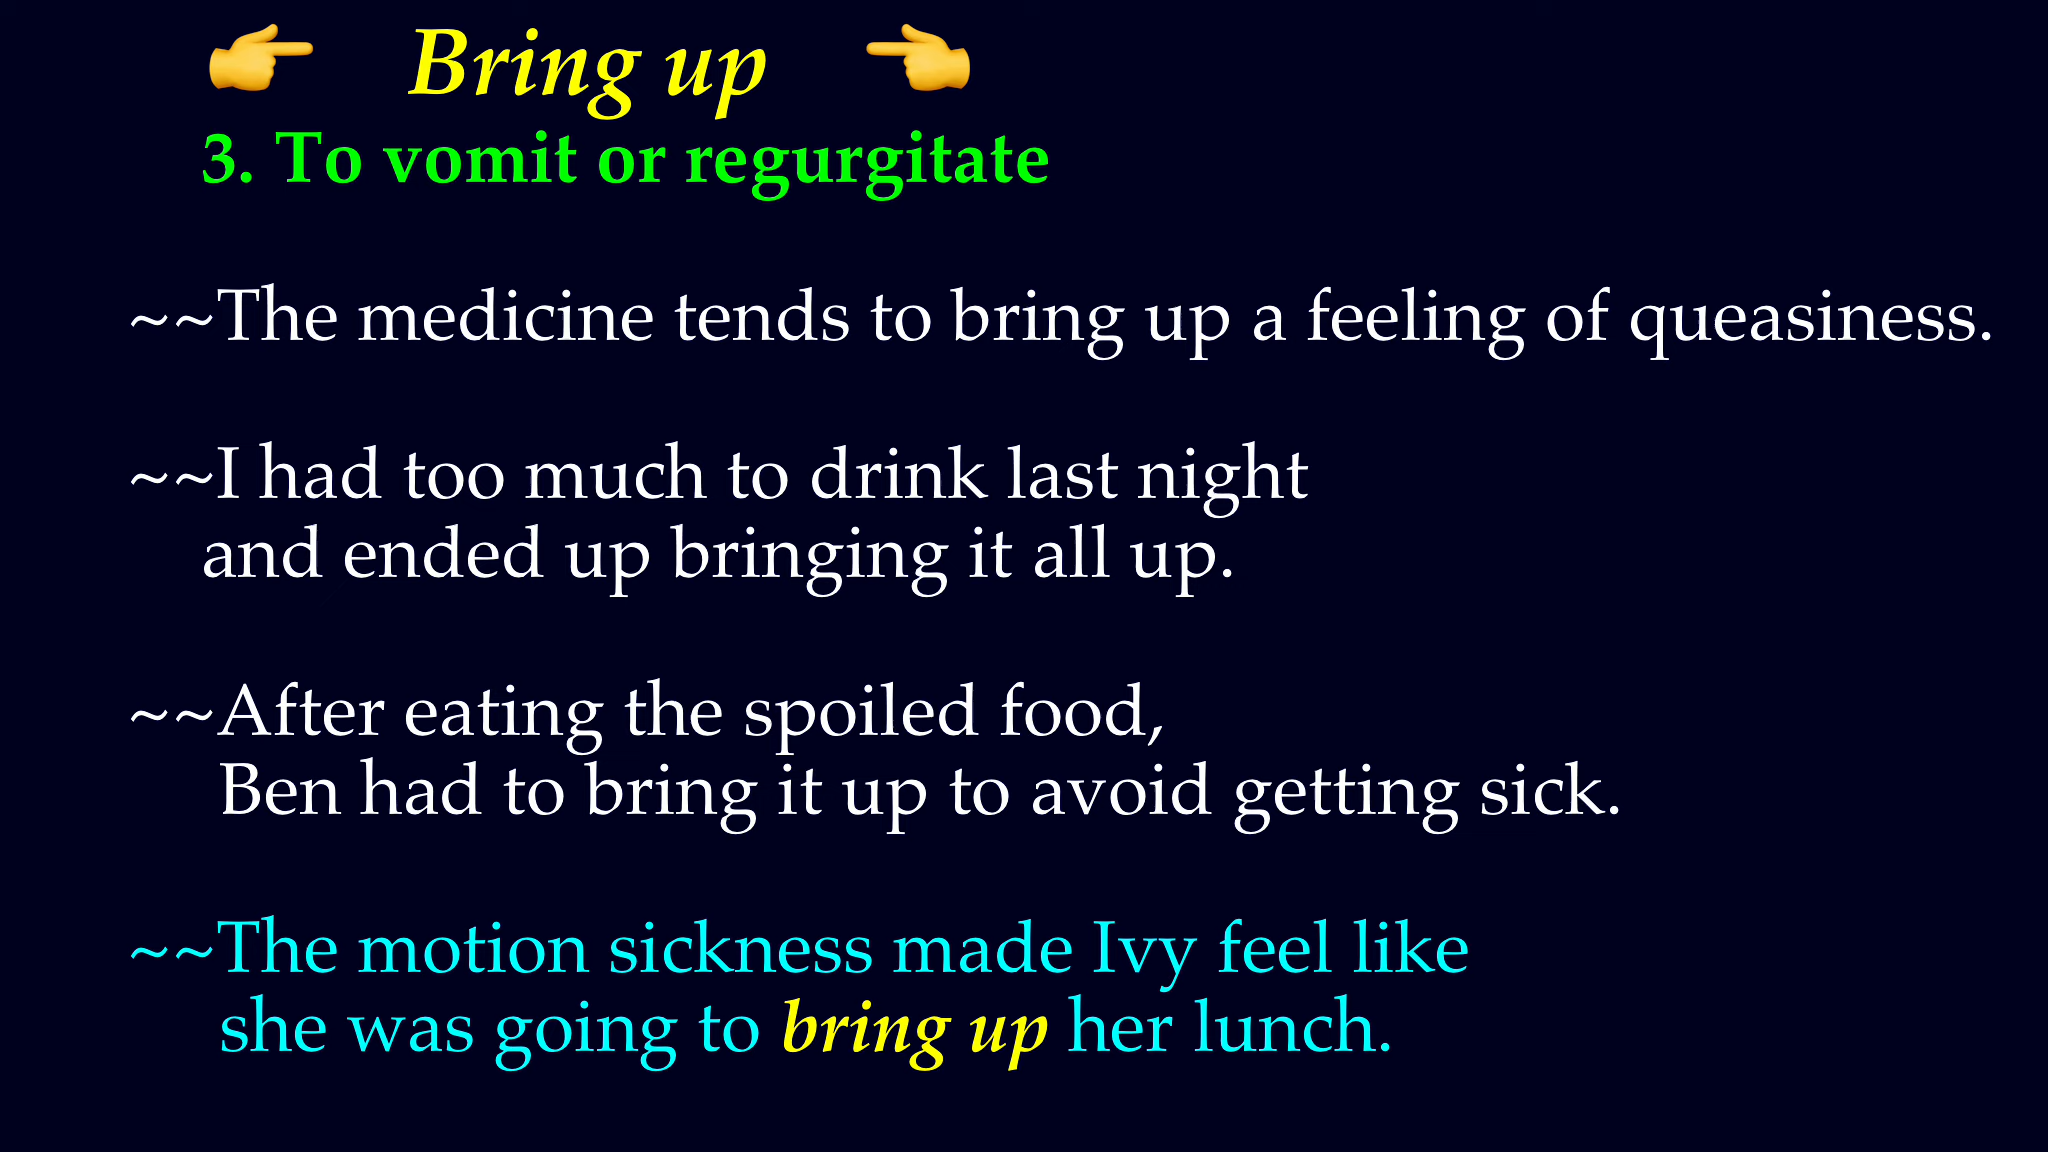 👉 Bring up 👈
3. To vomit or regurgitate
~~The medicine tends to bring up a feeling of queasiness.
~~I had too much to drink last night
and ended up bringing it all up.
~~After eating the spoiled food,
Ben had to bring it up to avoid getting sick.
~~The motion sickness made Ivy feel like
she was going to bring up her lunch.